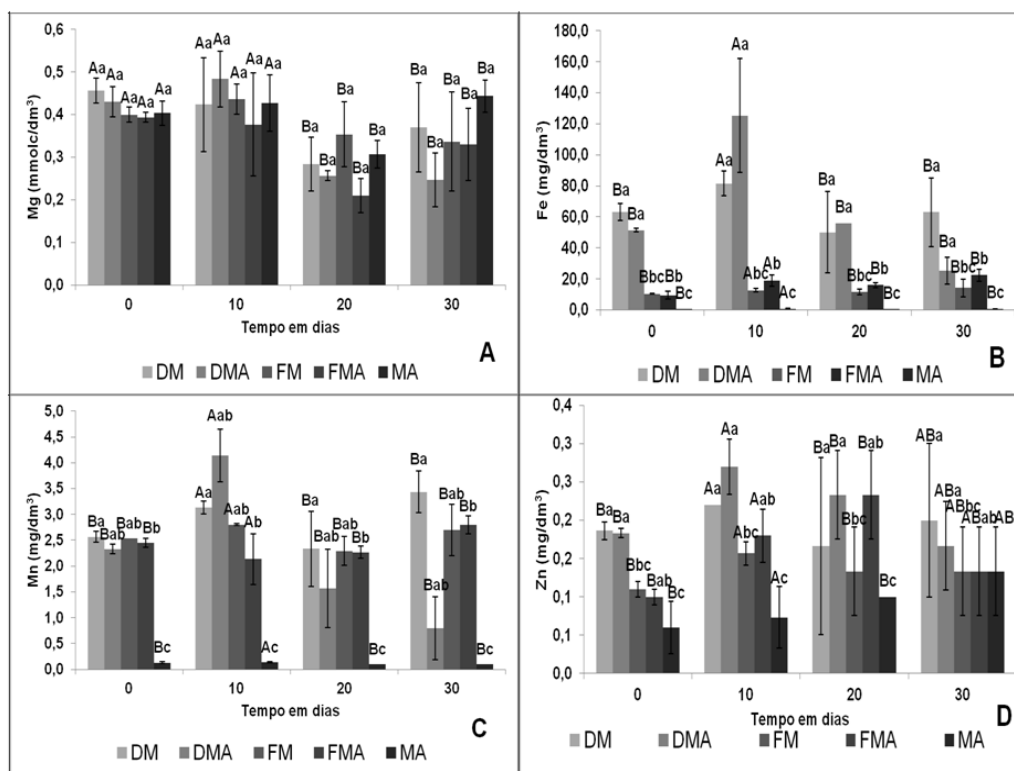 Mg (mmolc/dm³)
0,6
0,5
0,4
0,3
0,2
0,1
0,0
Aa Aa Aa Aa Aa
Aa Aa Aa Aa Aa
Ba Ba Ba Ba Ba
Ba Ba Ba Ba Ba
0 10 20 30
Tempo em dias
DM DMA FM FMA MA
A
Fe (mg/dm³)
180,0
160,0
140,0
120,0
100,0
80,0
60,0
40,0
20,0
0,0
Ba Ba Bbc Bb Bc
Aa Aa Abc Ab Ac
Ba Ba Bbc Bb Bc
Ba Ba Bbc Bb Bc
0 10 20 30
Tempo em dias
DM DMA FM FMA MA
B
Mn (mg/dm³)
5,0
4,5
4,0
3,5
3,0
2,5
2,0
1,5
1,0
0,5
0,0
Ba Bab Bab Bb Bc
Aa Aab Aab Ab Ac
Ba Bab Bab Bb Bc
Ba Bab Bab Bb Bc
0 10 20 30
Tempo em dias
DM DMA FM FMA MA
C
Zn (mg/dm³)
0,4
0,3
0,3
0,2
0,2
0,1
0,1
0,0
Ba Ba Bbc Bab Bc
Aa Aa Abc Aab Ac
Ba Ba Bbc Bab Bc
ABa ABa ABbc ABab
0 10 20 30
Tempo em dias
DM DMA FM FMA MA
D